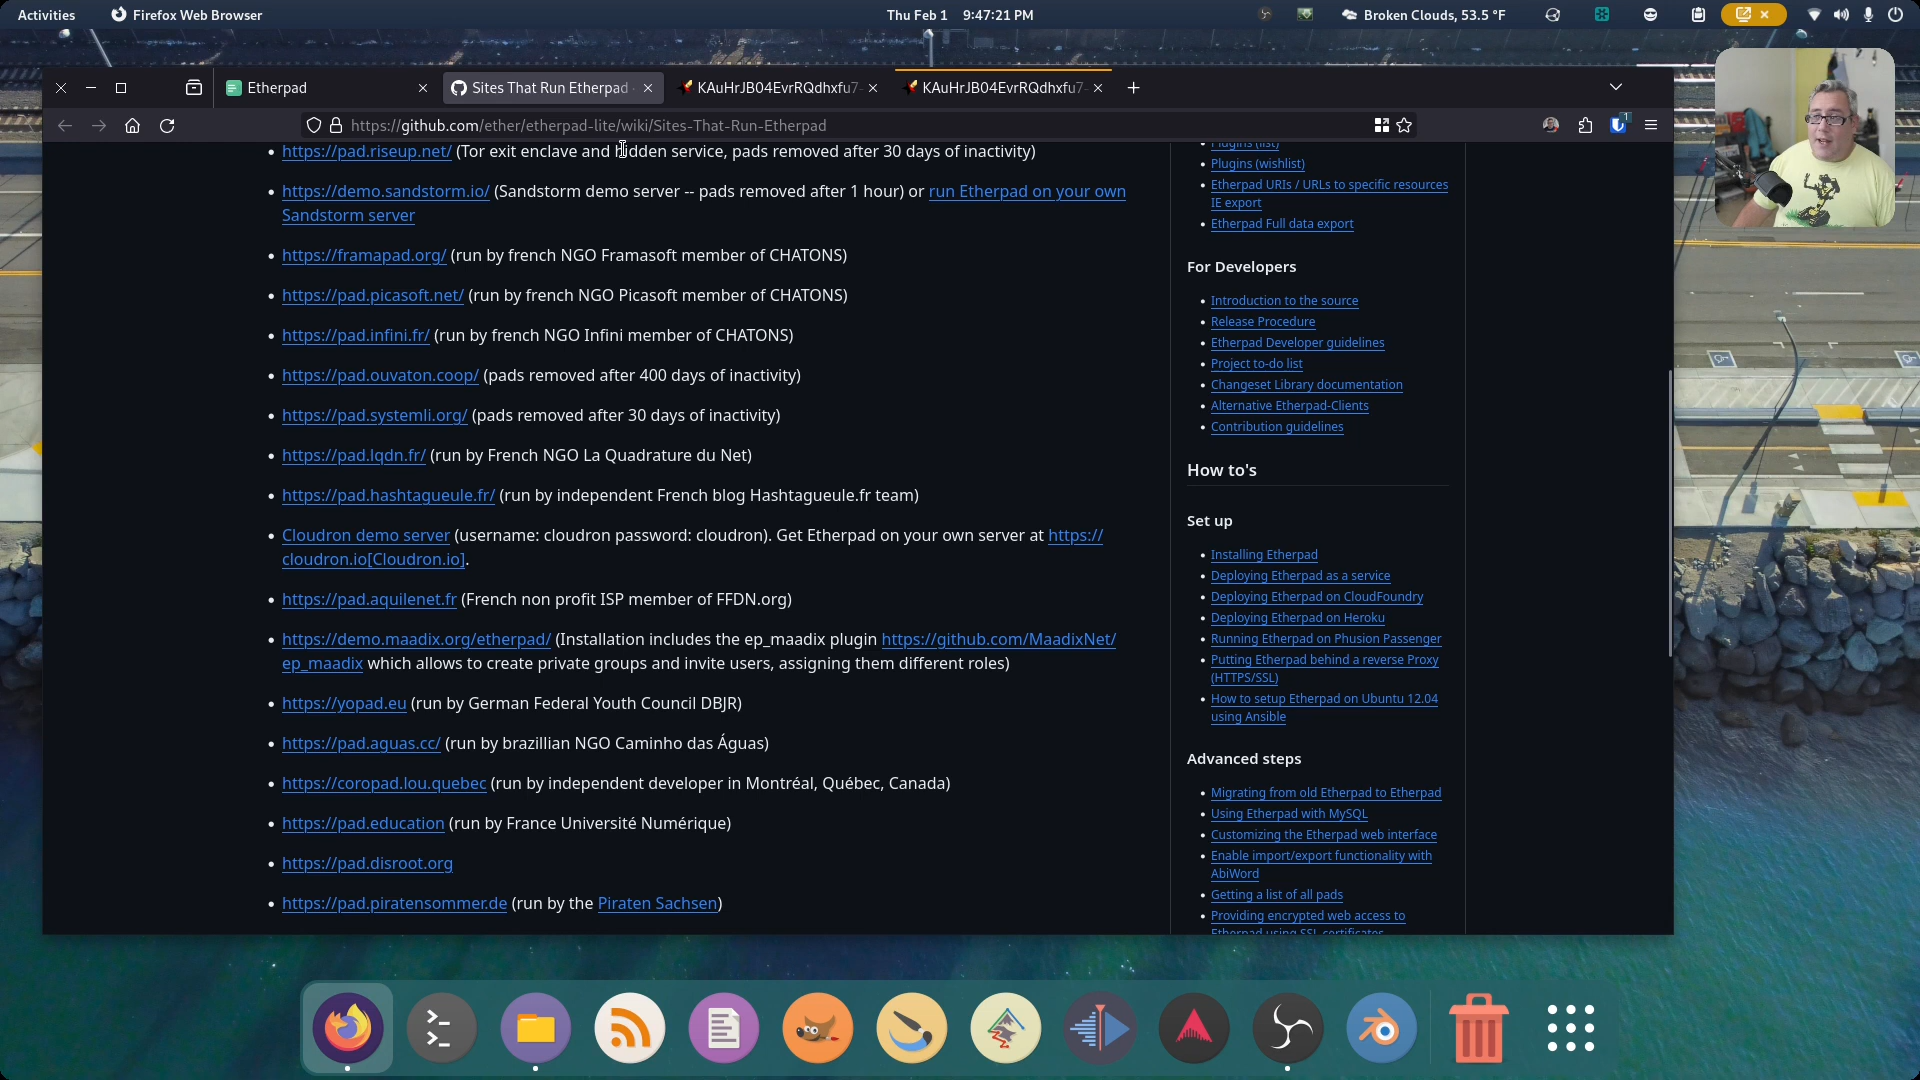 Activities
Firefox Web Browser
Thu Feb 1 9:47:21 PM
Broken Clouds, 53.5 °F
Etherpad
Sites That Run Etherpad
KAuHrJB04EvrRQdhxfu7-
KAuHrJB04EvrRQdhxfu7-
https://github.com/ether/etherpad-lite/wiki/Sites-That-Run-Etherpad
1
https://pad.riseup.net/ (Tor exit enclave and hidden service, pads removed after 30 days of inactivity)
https://demo.sandstorm.io/ (Sandstorm demo server -- pads removed after 1 hour) or run Etherpad on your own
Sandstorm server
https://framapad.org/ (run by french NGO Framasoft member of CHATONS)
https://pad.picasoft.net/ (run by french NGO Picasoft member of CHATONS)
https://pad.infini.fr/ (run by french NGO Infini member of CHATONS)
https://pad.ouvaton.coop/ (pads removed after 400 days of inactivity)
https://pad.systemli.org/ (pads removed after 30 days of inactivity)
https://pad.lqdn.fr/ (run by French NGO La Quadrature du Net)
https://pad.hashtagueule.fr/ (run by independent French blog Hashtagueule.fr team)
Cloudron demo server (username: cloudron password: cloudron). Get Etherpad on your own server at https://
cloudron.io[Cloudron.io].
https://pad.aquilenet.fr (French non profit ISP member of FFDN.org)
https://demo.maadix.org/etherpad/ (Installation includes the ep_maadix plugin https://github.com/MaadixNet/
ep_maadix which allows to create private groups and invite users, assigning them different roles)
https://yopad.eu (run by German Federal Youth Council DBJR)
https://pad.aguas.cc/ (run by brazillian NGO Caminho das Águas)
https://coropad.lou.quebec (run by independent developer in Montréal, Québec, Canada)
https://pad.education (run by France Université Numérique)
https://pad.disroot.org
https://pad.piratensommer.de (run by the Piraten Sachsen)
Plugins (list)
Plugins (wishlist)
Etherpad URIs / URLs to specific resources
IE export
Etherpad Full data export
For Developers
Introduction to the source
Release Procedure
Etherpad Developer guidelines
Project to-do list
Changeset Library documentation
Alternative Etherpad-Clients
Contribution guidelines
How to's
Set up
Installing Etherpad
Deploying Etherpad as a service
Deploying Etherpad on CloudFoundry
Deploying Etherpad on Heroku
Running Etherpad on Phusion Passenger
Putting Etherpad behind a reverse Proxy
(HTTPS/SSL)
How to setup Etherpad on Ubuntu 12.04
using Ansible
Advanced steps
Migrating from old Etherpad to Etherpad
Using Etherpad with MySQL
Customizing the Etherpad web interface
Enable import/export functionality with
AbiWord
Getting a list of all pads
Providing encrypted web access to
Etherpad using SSL certificates